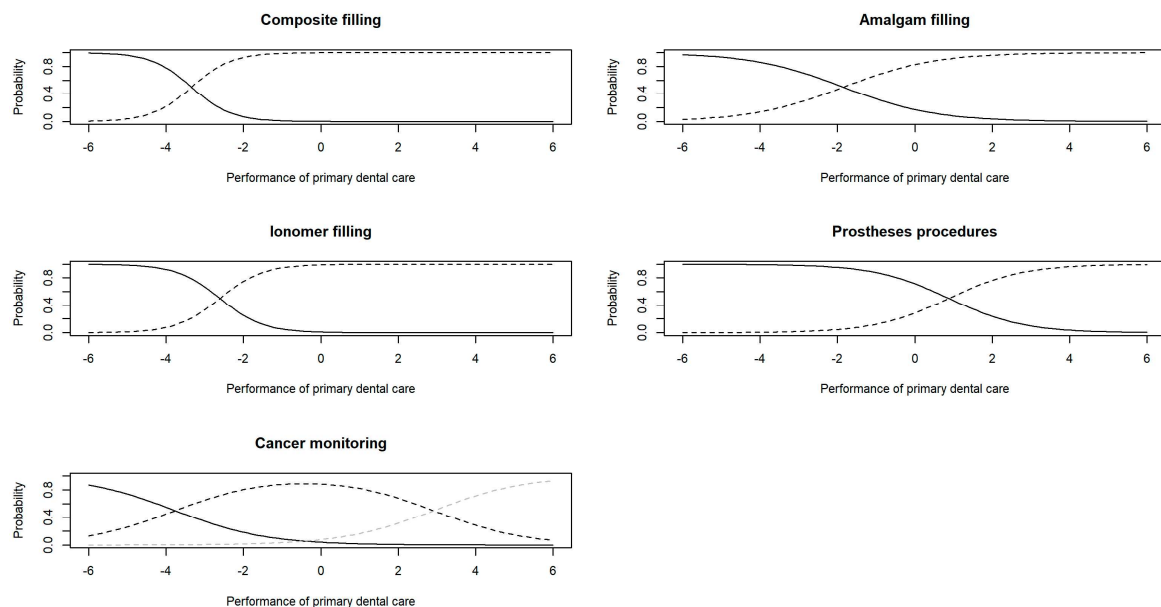 Composite filling
Probability
0.0 0.4 0.8
-6 -4 -2 0 2 4 6
Performance of primary dental care
Amalgam filling
Probability
0.0 0.4 0.8
-6 -4 -2 0 2 4 6
Performance of primary dental care
Ionomer filling
Probability
0.0 0.4 0.8
-6 -4 -2 0 2 4 6
Performance of primary dental care
Prostheses procedures
Probability
0.0 0.4 0.8
-6 -4 -2 0 2 4 6
Performance of primary dental care
Cancer monitoring
Probability
0.0 0.4 0.8
-6 -4 -2 0 2 4 6
Performance of primary dental care